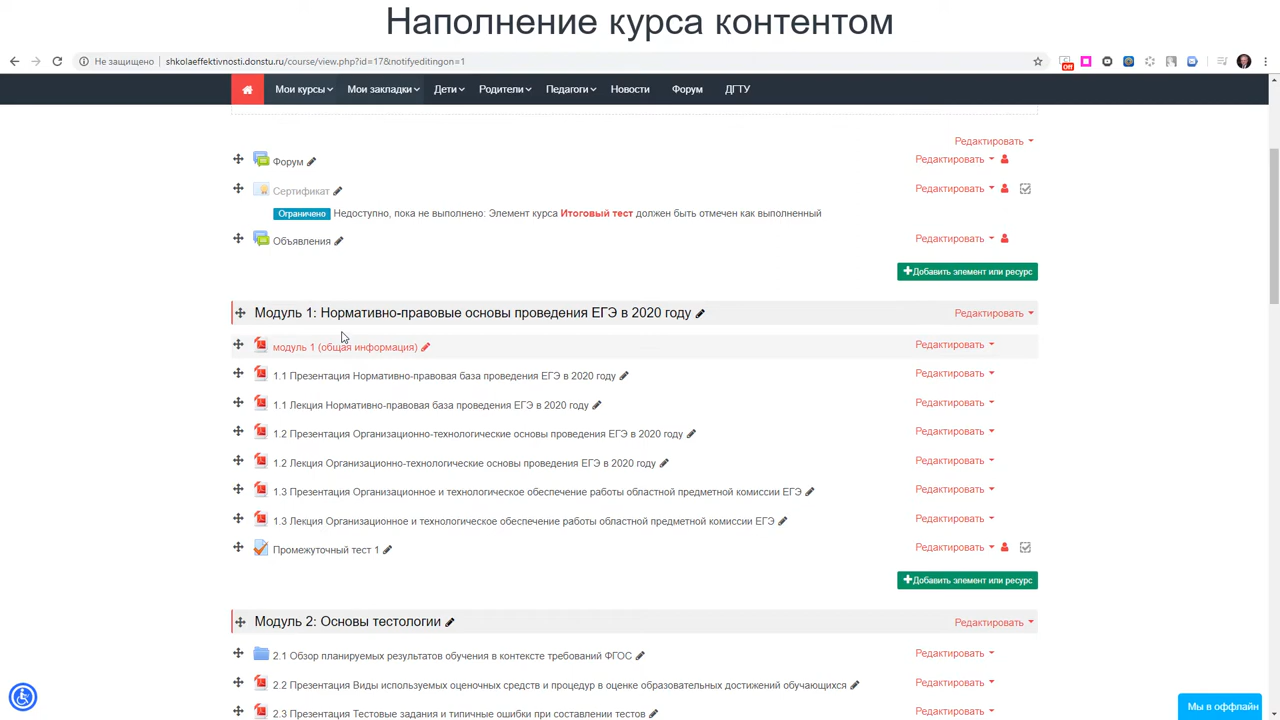 Наполнение курса контентом
Не защищено shkolaeffektivnosti.donstu.ru/course/view.php?id=17&notifyeditingon=1
Off
Мои курсы Мои закладки Дети Родители Педагоги Новости Форум ДГТУ
Редактировать
Форум Редактировать
Сертификат Редактировать
Ограничено Недоступно, пока не выполнено: Элемент курса Итоговый тест должен быть отмечен как выполненный
Объявления Редактировать
Добавить элемент или ресурс
Модуль 1: Нормативно-правовые основы проведения ЕГЭ в 2020 году Редактировать
модуль 1 (общая информация) Редактировать
1.1 Презентация Нормативно-правовая база проведения ЕГЭ в 2020 году Редактировать
1.1 Лекция Нормативно-правовая база проведения ЕГЭ в 2020 году Редактировать
1.2 Презентация Организационно-технологические основы проведения ЕГЭ в 2020 году Редактировать
1.2 Лекция Организационно-технологические основы проведения ЕГЭ в 2020 году Редактировать
1.3 Презентация Организационное и технологическое обеспечение работы областной предметной комиссии ЕГЭ Редактировать
1.3 Лекция Организационное и технологическое обеспечение работы областной предметной комиссии ЕГЭ Редактировать
Промежуточный тест 1 Редактировать
Добавить элемент или ресурс
Модуль 2: Основы тестологии Редактировать
2.1 Обзор планируемых результатов обучения в контексте требований ФГОС Редактировать
2.2 Презентация Виды используемых оценочных средств и процедур в оценке образовательных достижений обучающихся Редактировать
2.3 Презентация Тестовые задания и типичные ошибки при составлении тестов Редактировать
Мы в оффлайн